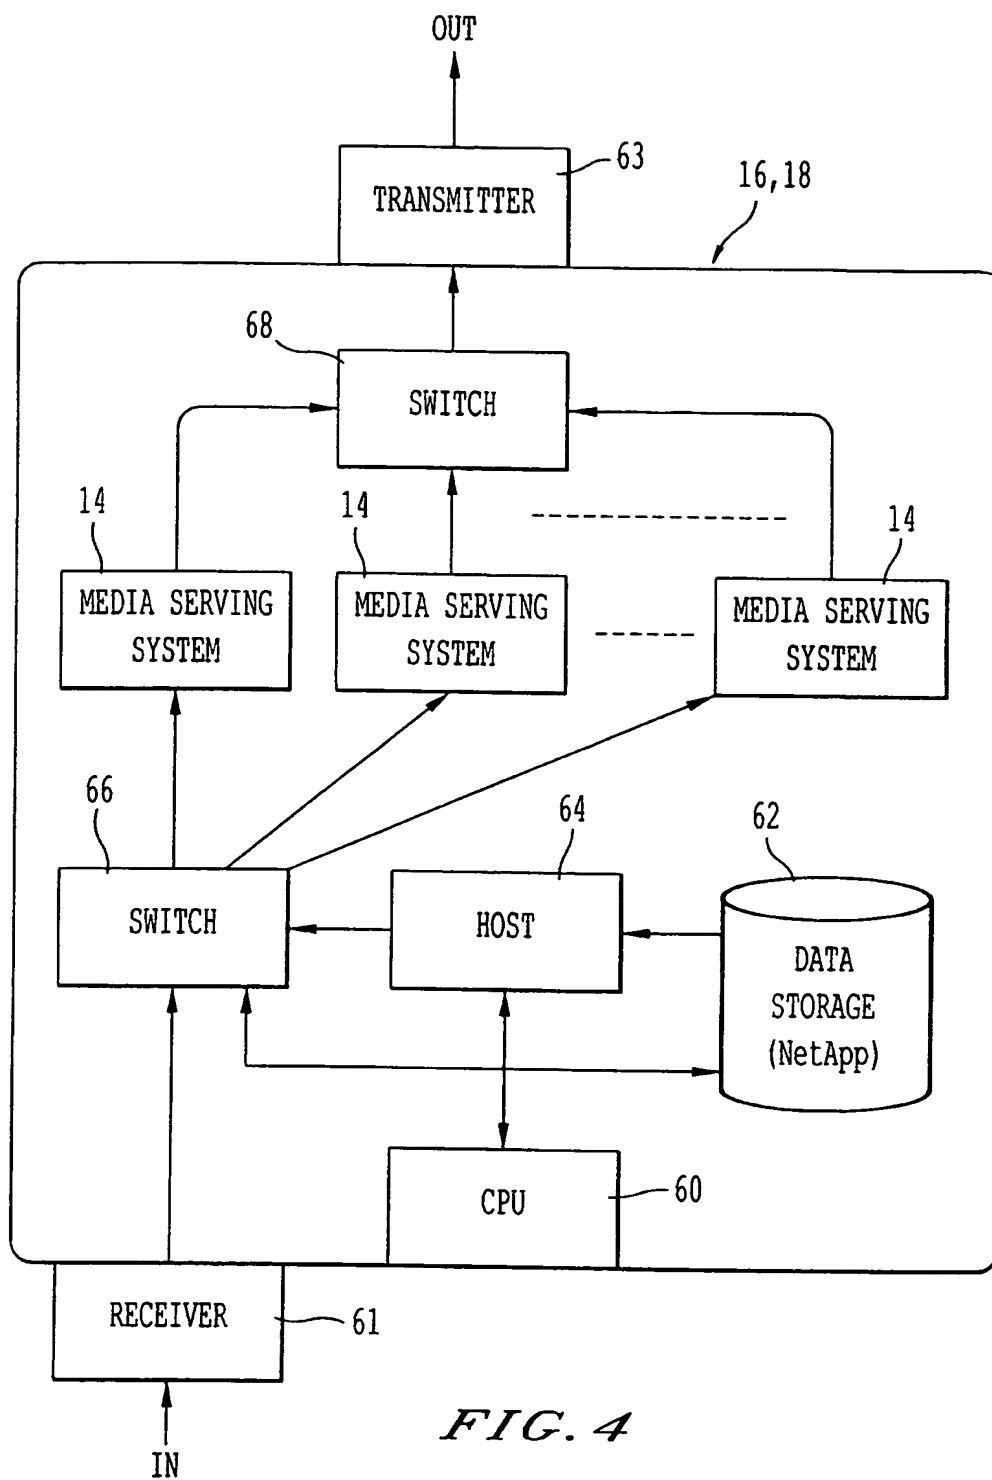 OUT
63
TRANSMITTER
16,18
68
SWITCH
14
14
14
MEDIA SERVING
SYSTEM
MEDIA SERVING
SYSTEM
MEDIA SERVING
SYSTEM
66
64
62
SWITCH
HOST
DATA
STORAGE
(NetApp)
CPU
60
RECEIVER
61
IN
FIG. 4